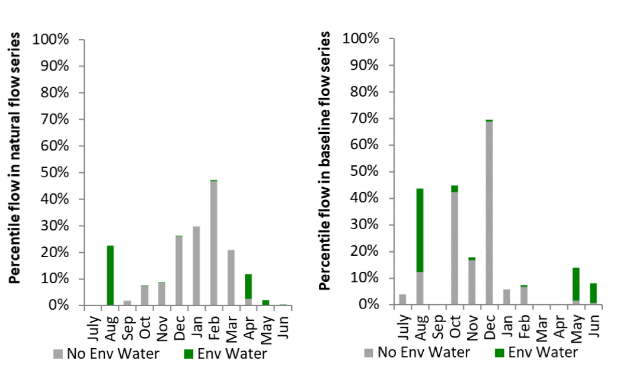 Percentile flow in natural flow series
100%
90%
80%
70%
60%
50%
40%
30%
20%
10%
0%
July
Aug
Sep
Oct
Nov
Dec
Jan
Feb
Mar
Apr
May
Jun
No Env Water
Env Water
Percentile flow in baseline flow series
100%
90%
80%
70%
60%
50%
40%
30%
20%
10%
0%
July
Aug
Sep
Oct
Nov
Dec
Jan
Feb
Mar
Apr
May
Jun
No Env Water
Env Water